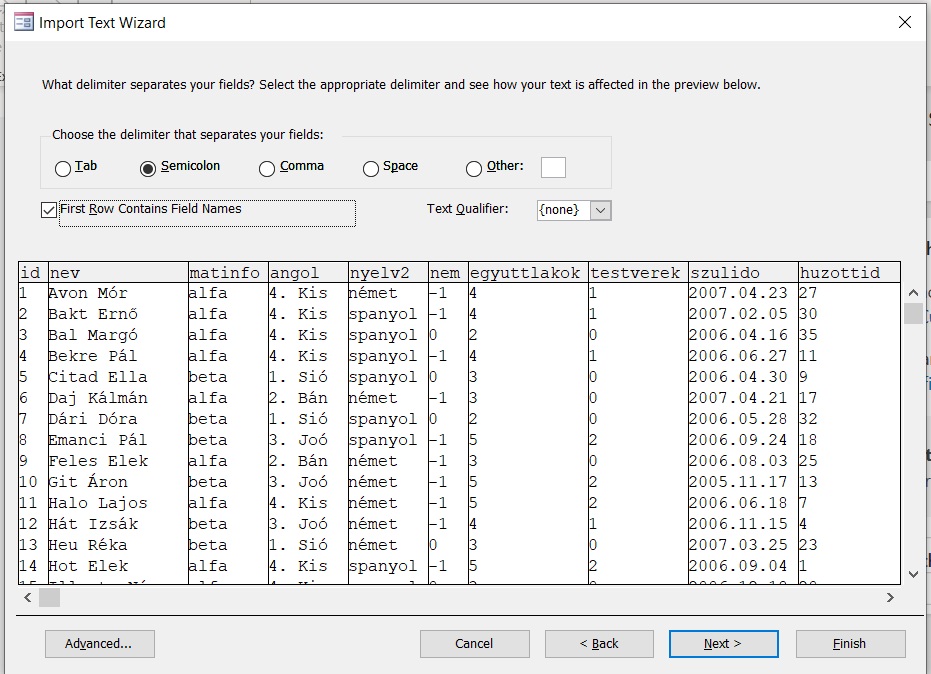 Import Text Wizard
What delimiter separates your fields? Select the appropriate delimiter and see how your text is affected in the preview below.
Choose the delimiter that separates your fields:
Tab Semicolon Comma Space Other:
First Row Contains Field Names Text Qualifier: {none}
id nev matinfo angol nyelv2 nem egyuttlakok testverek szulido huzottid
1 Avon Mór alfa 4. Kis német -1 4 1 2007.04.23 27
2 Bakt Ernő alfa 4. Kis spanyol -1 4 1 2007.02.05 30
3 Bal Margó alfa 4. Kis spanyol 0 2 0 2006.04.16 35
4 Bekre Pál alfa 4. Kis spanyol -1 4 1 2006.06.27 11
5 Citad Ella beta 1. Sió spanyol 0 3 0 2006.04.30 9
6 Daj Kálmán alfa 2. Bán német -1 3 0 2007.04.21 17
7 Dári Dóra beta 1. Sió spanyol 0 2 0 2006.05.28 32
8 Emanci Pál beta 3. Joó spanyol -1 5 2 2006.09.24 18
9 Feles Elek alfa 2. Bán német -1 3 0 2006.08.03 25
10 Git Áron beta 3. Joó német -1 5 2 2005.11.17 13
11 Halo Lajos alfa 4. Kis német -1 5 2 2006.06.18 7
12 Hát Izsák beta 3. Joó német -1 4 1 2006.11.15 4
13 Heu Réka beta 1. Sió német 0 3 0 2007.03.25 23
14 Hot Elek alfa 4. Kis spanyol -1 5 2 2006.09.04 1
Advanced... Cancel < Back Next > Finish